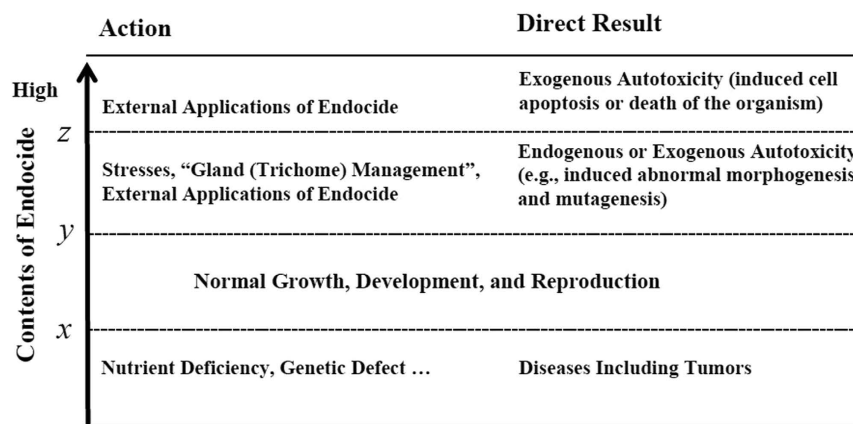 Action
Direct Result
High
External Applications of Endocide
Exogenous Autotoxicity (induced cell
apoptosis or death of the organism)
z
Stresses, “Gland (Trichome) Management”,
External Applications of Endocide
Endogenous or Exogenous Autotoxicity
(e.g., induced abnormal morphogenesis
and mutagenesis)
y
Normal Growth, Development, and Reproduction
x
Nutrient Deficiency, Genetic Defect …
Diseases Including Tumors
Contents of Endocide